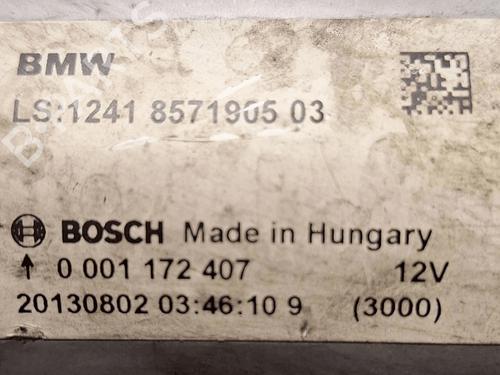 BMW
LS:1241 8571905 03
BOSCH Made in Hungary
↑ 0 001 172 407 12V
20130802 03:46:10 9 (3000)